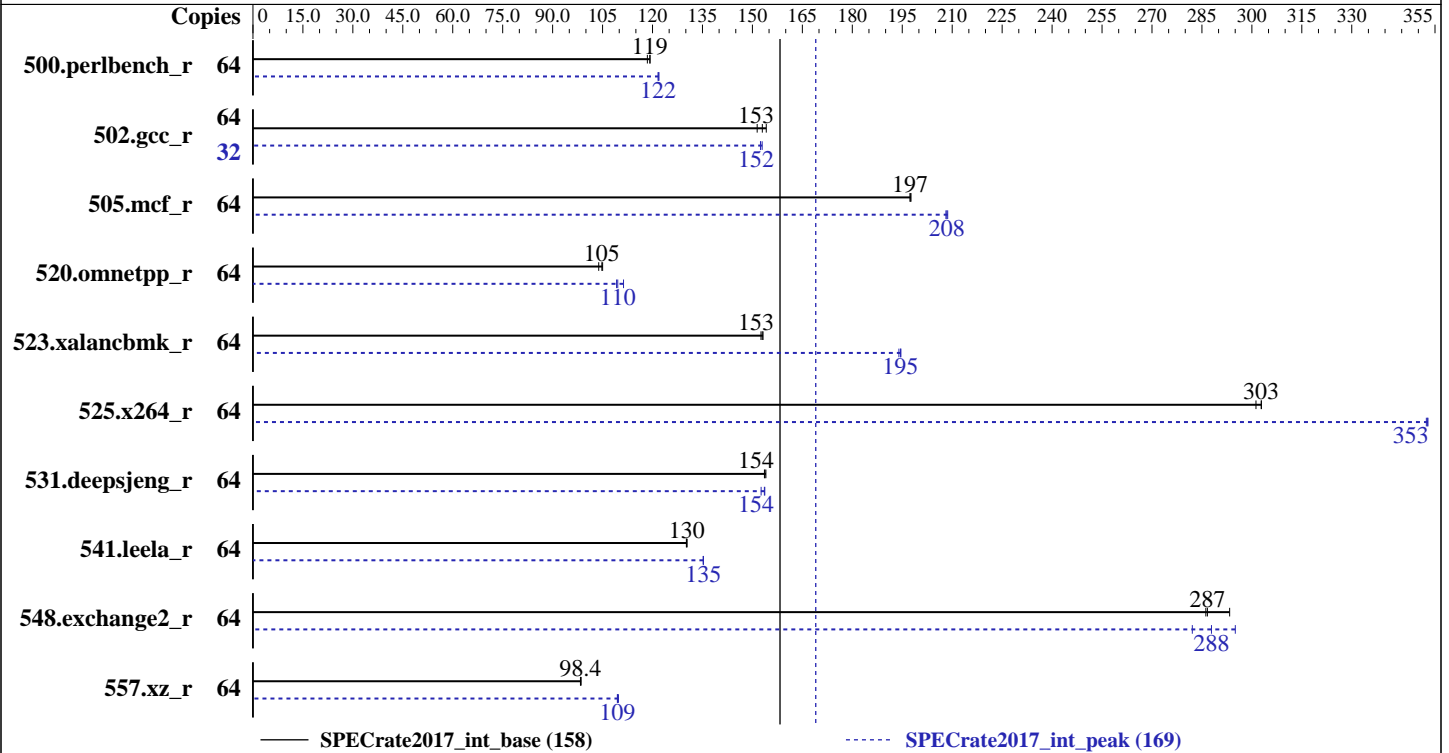 Copies 0 15.0 30.0 45.0 60.0 75.0 90.0 105 120 135 150 165 180 195 210 225 240 255 270 285 300 315 330 355
119
500.perlbench_r 64
122
64 153
502.gcc_r
32 152
197
505.mcf_r 64
208
105
520.omnetpp_r 64
110
153
523.xalancbmk_r 64
195
303
525.x264_r 64
353
154
531.deepsjeng_r 64
154
130
541.leela_r 64
135
287
548.exchange2_r 64
288
98.4
557.xz_r 64
109
SPECrate2017_int_base (158) SPECrate2017_int_peak (169)